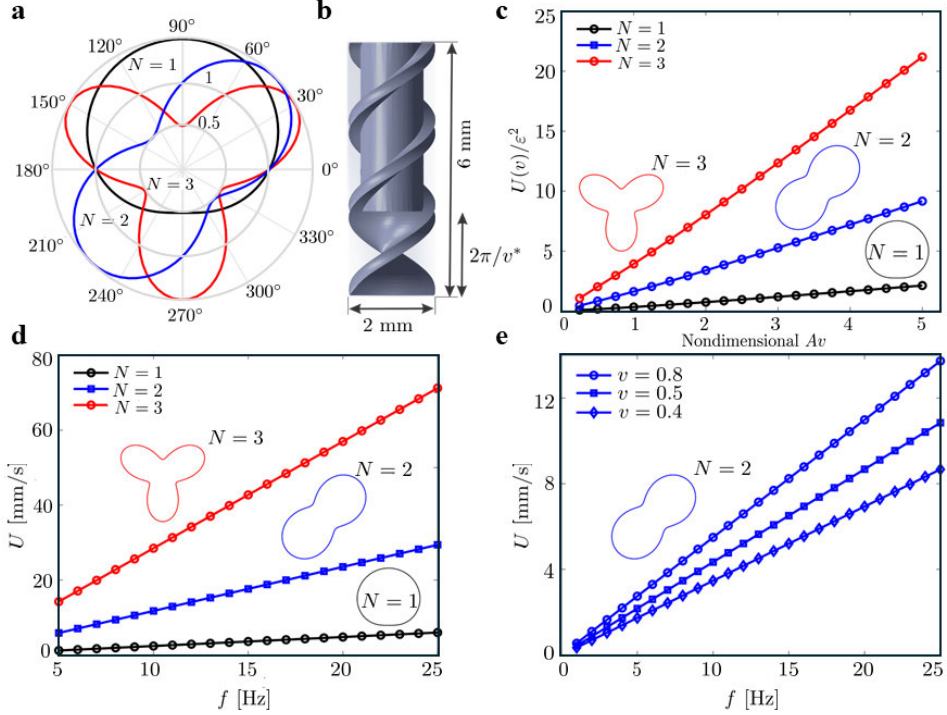 a
90°
120°
60°
N = 1
150°
1
30°
0.5
180°
0°
N = 3
N = 2
210°
330°
240°
300°
270°
b
6 mm
2π/v*
2 mm
c
N = 1
N = 2
N = 3
25
20
15
10
5
0
U(v)/ε²
N = 3
N = 2
N = 1
0 1 2 3 4 5
Nondimensional Av
d
N = 1
N = 2
N = 3
80
60
40
20
0
U [mm/s]
N = 3
N = 2
N = 1
5 10 15 20 25
f [Hz]
e
v = 0.8
v = 0.5
v = 0.4
12
8
4
0
U [mm/s]
N = 2
0 5 10 15 20 25
f [Hz]